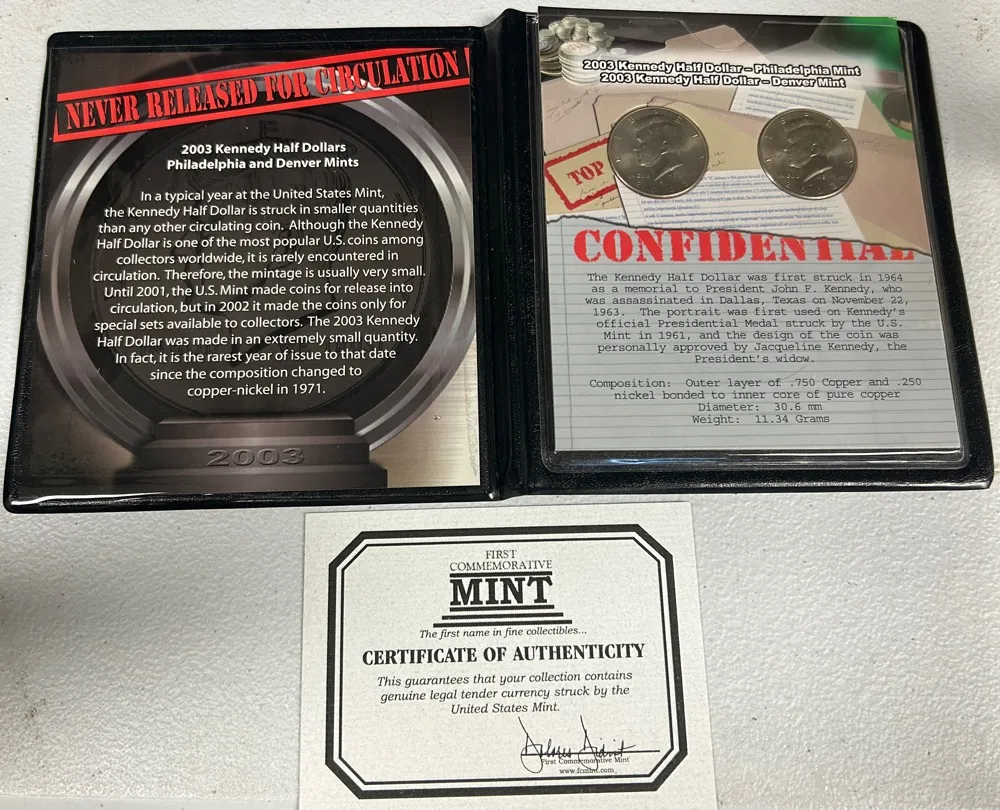 NEVER RELEASED FOR CIRCULATION
2003 Kennedy Half Dollars
Philadelphia and Denver Mints
In a typical year at the United States Mint,
the Kennedy Half Dollar is struck in smaller quantities
than any other circulating coin. Although the Kennedy
Half Dollar is one of the most popular U.S. coins among
collectors worldwide, it is rarely encountered in
circulation. Therefore, the mintage is usually very small.
Until 2001, the U.S. Mint made coins for release into
circulation, but in 2002 it made the coins only for
special sets available to collectors. The 2003 Kennedy
Half Dollar was made in an extremely small quantity.
In fact, it is the rarest year of issue to that date
since the composition changed to
copper-nickel in 1971.
2003
2003 Kennedy Half Dollar – Philadelphia Mint
2003 Kennedy Half Dollar – Denver Mint
TOP
CONFIDENTIAL
The Kennedy Half Dollar was first struck in 1964
as a memorial to President John F. Kennedy, who
was assassinated in Dallas, Texas on November 22,
1963. The portrait was first used on Kennedy's
official Presidential Medal struck by the U.S.
Mint in 1961, and the design of the coin was
personally approved by Jacqueline Kennedy, the
President's widow.
Composition: Outer layer of .750 Copper and .250
nickel bonded to inner core of pure copper
Diameter: 30.6 mm
Weight: 11.34 Grams
FIRST
COMMEMORATIVE
MINT
The first name in fine collectibles...
CERTIFICATE OF AUTHENTICITY
This guarantees that your collection contains
genuine legal tender currency struck by the
United States Mint.
First Commemorative Mint
www.fcmint.com